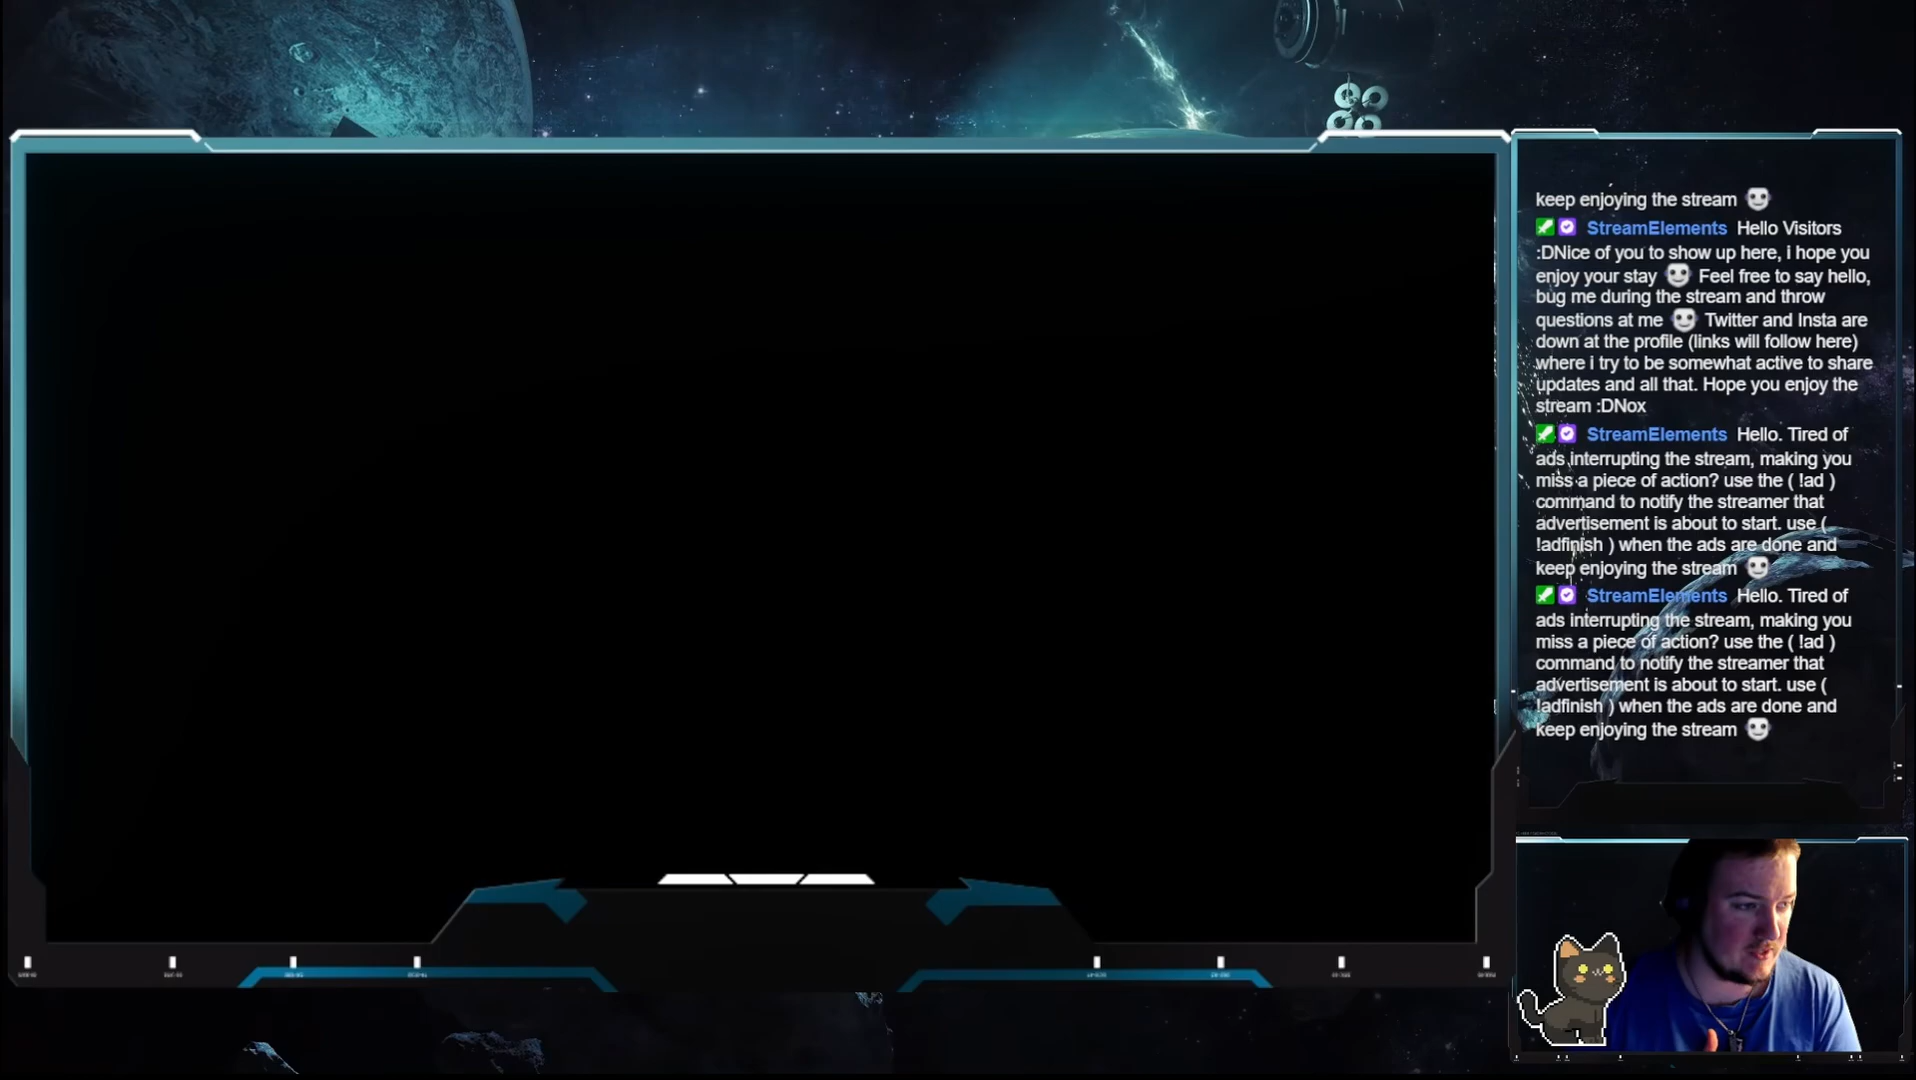 keep enjoying the stream
StreamElements Hello Visitors
:DNice of you to show up here, i hope you
enjoy your stay Feel free to say hello,
bug me during the stream and throw
questions at me Twitter and Insta are
down at the profile (links will follow here)
where i try to be somewhat active to share
updates and all that. Hope you enjoy the
stream :DNox
StreamElements Hello. Tired of
ads interrupting the stream, making you
miss a piece of action? use the ( !ad )
command to notify the streamer that
advertisement is about to start. use (
!adfinish ) when the ads are done and
keep enjoying the stream
StreamElements Hello. Tired of
ads interrupting the stream, making you
miss a piece of action? use the ( !ad )
command to notify the streamer that
advertisement is about to start. use (
!adfinish ) when the ads are done and
keep enjoying the stream